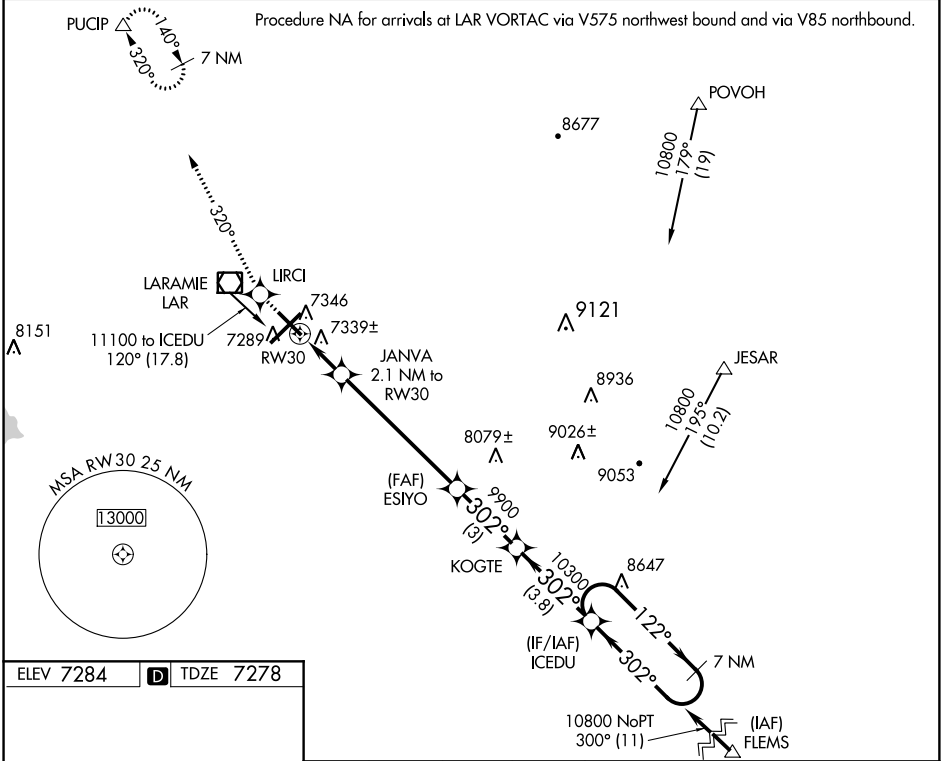 Procedure NA for arrivals at LAR VORTAC via V575 northwest bound and via V85 northbound.
PUCIP
140°
320°
7 NM
POVOH
8677
10800
179°
(19)
320°
LARAMIE
LAR
LIRCI
7346
11100 to ICEDU
120° (17.8)
7289
7339±
RW30
8151
9121
JANVA
2.1 NM to
RW30
JESAR
8936
10800
195°
(10.2)
8079±
9026±
9053
MSA RW30 25 NM
13000
(FAF)
ESIYO
9900
302°
(3)
KOGTE
10300
302°
(3.8)
8647
122°
(IF/IAF)
ICEDU
302°
7 NM
ELEV 7284
D
TDZE 7278
10800 NoPT
300° (11)
(IAF)
FLEMS